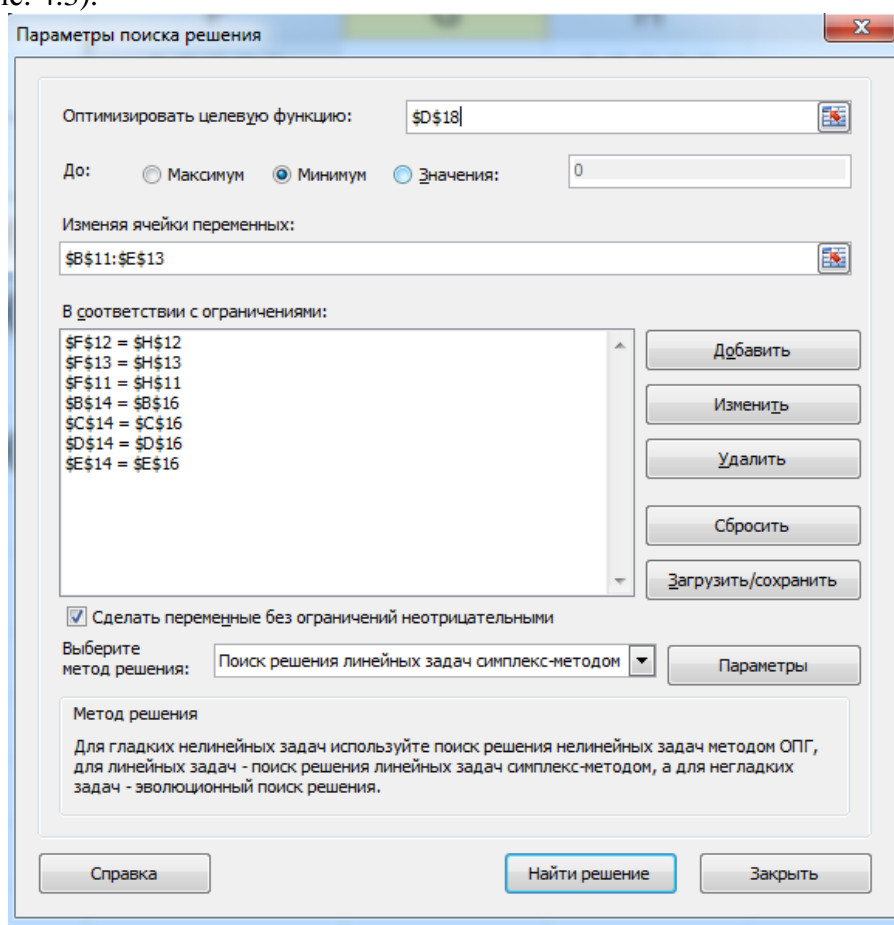 ис. 4.3).
Параметры поиска решения
Оптимизировать целевую функцию: $D$18
До: Максимум Минимум Значения: 0
Изменяя ячейки переменных:
$B$11:$E$13
В соответствии с ограничениями:
$F$12 = $H$12
$F$13 = $H$13
$F$11 = $H$11
$B$14 = $B$16
$C$14 = $C$16
$D$14 = $D$16
$E$14 = $E$16
Добавить
Изменить
Удалить
Сбросить
Загрузить/сохранить
Сделать переменные без ограничений неотрицательными
Выберите
метод решения:
Поиск решения линейных задач симплекс-методом
Параметры
Метод решения
Для гладких нелинейных задач используйте поиск решения нелинейных задач методом ОПГ,
для линейных задач - поиск решения линейных задач симплекс-методом, а для негладких
задач - эволюционный поиск решения.
Справка Найти решение Закрыть